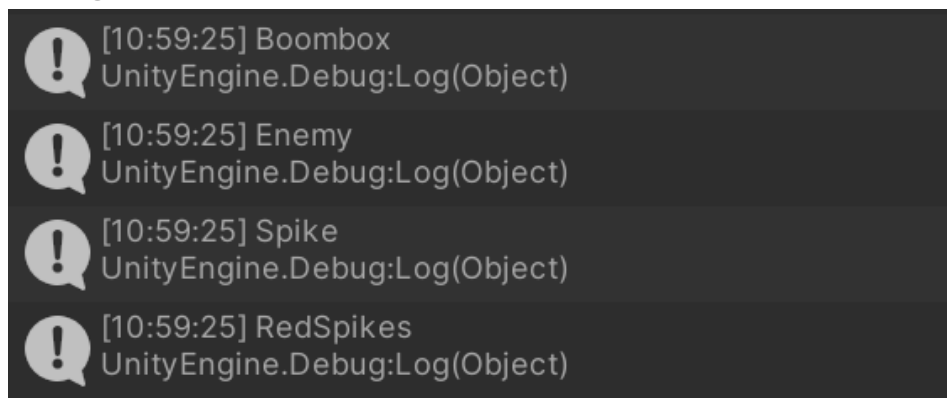 [10:59:25] Boombox
UnityEngine.Debug:Log(Object)
[10:59:25] Enemy
UnityEngine.Debug:Log(Object)
[10:59:25] Spike
UnityEngine.Debug:Log(Object)
[10:59:25] RedSpikes
UnityEngine.Debug:Log(Object)